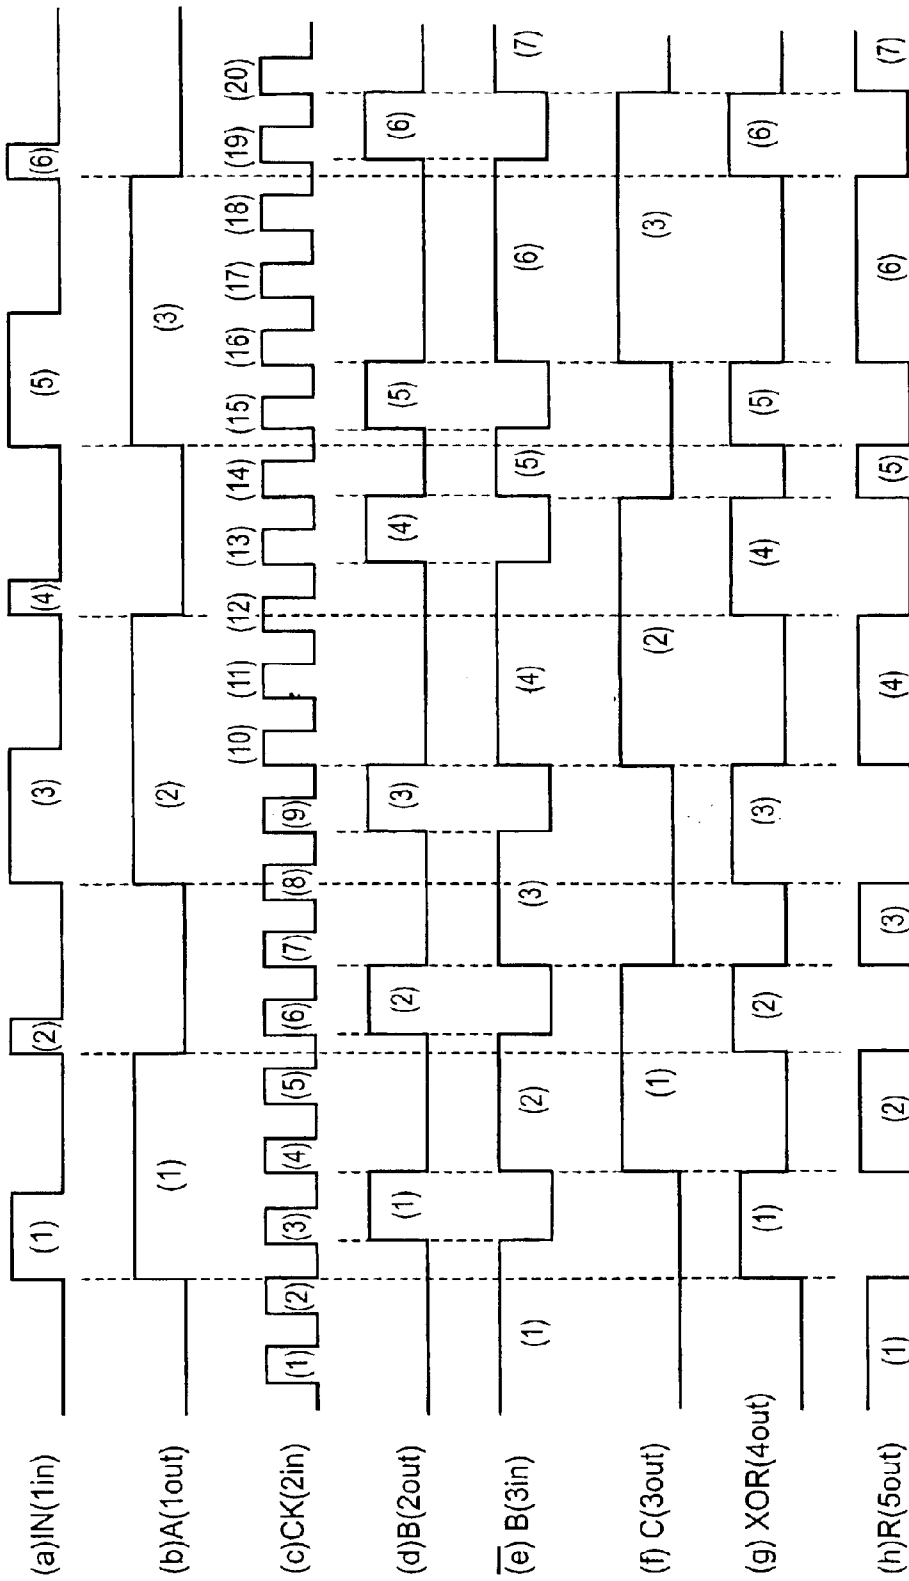 (a)IN(1in) (1) (2) (3) (4) (5) (6)
(b)A(1out) (1) (2) (3)
(c)CK(2in) (1) (2) (3) (4) (5) (6) (7) (8) (9) (10) (11) (12) (13) (14) (15) (16) (17) (18) (19) (20)
(d)B(2out) (1) (2) (3) (4) (5) (6)
(e) B̅(3in) (1) (2) (3) (4) (5) (6) (7)
(f) C(3out) (1) (2) (3)
(g) XOR(4out) (1) (2) (3) (4) (5) (6)
(h)R(5out) (1) (2) (3) (4) (5) (6) (7)